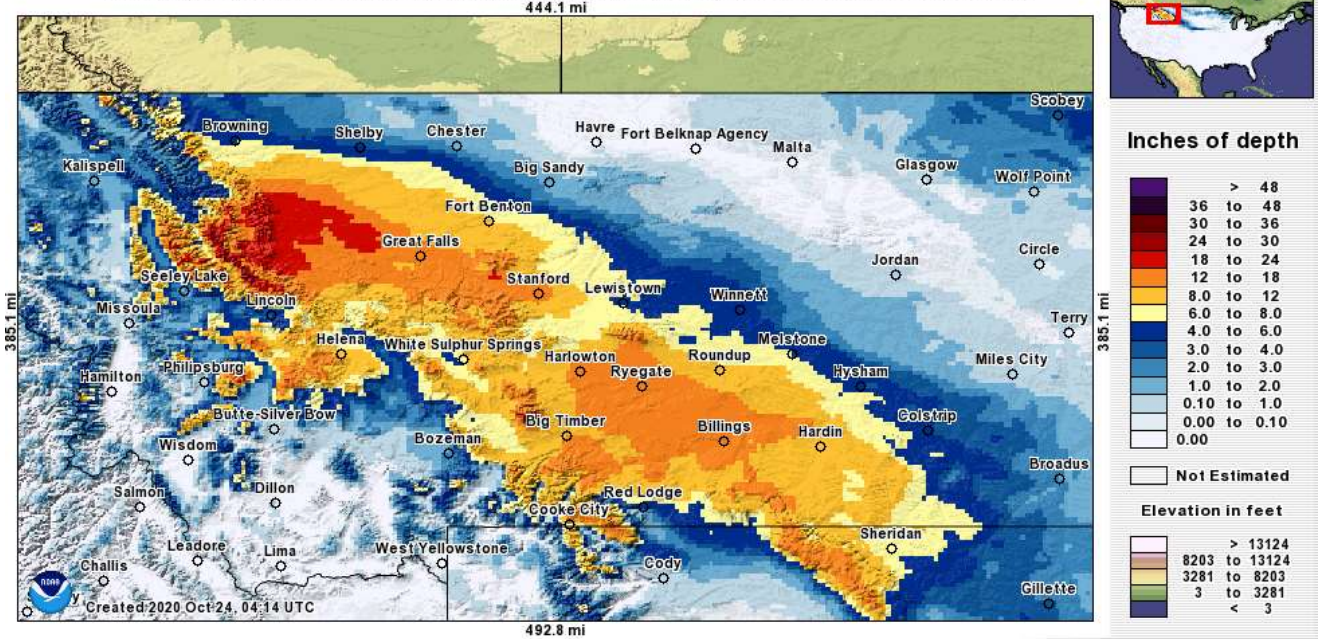 444.1 mi
Scobey
Browning
Shelby
Chester
Havre
Fort Belknap Agency
Malta
Kalispell
Big Sandy
Glasgow
Wolf Point
Fort Benton
Great Falls
Circle
Jordan
Seeley Lake
Stanford
Lewistown
Winnett
Missoula
Lincoln
385.1 mi
385.1 mi
Terry
Helena
White Sulphur Springs
Harlowton
Roundup
Melstone
Philipsburg
Ryegate
Hysham
Miles City
Hamilton
Butte-Silver Bow
Big Timber
Billings
Hardin
Colstrip
Wisdom
Bozeman
Broadus
Salmon
Dillon
Red Lodge
Cooke City
Sheridan
Leadore
Lima
West Yellowstone
Challis
Cody
Gillette
NOAA
Created 2020 Oct 24, 04:14 UTC
492.8 mi
Inches of depth
> 48
36 to 48
30 to 36
24 to 30
18 to 24
12 to 18
8.0 to 12
6.0 to 8.0
4.0 to 6.0
3.0 to 4.0
2.0 to 3.0
1.0 to 2.0
0.10 to 1.0
0.00 to 0.10
0.00
Not Estimated
Elevation in feet
> 13124
8203 to 13124
3281 to 8203
3 to 3281
< 3